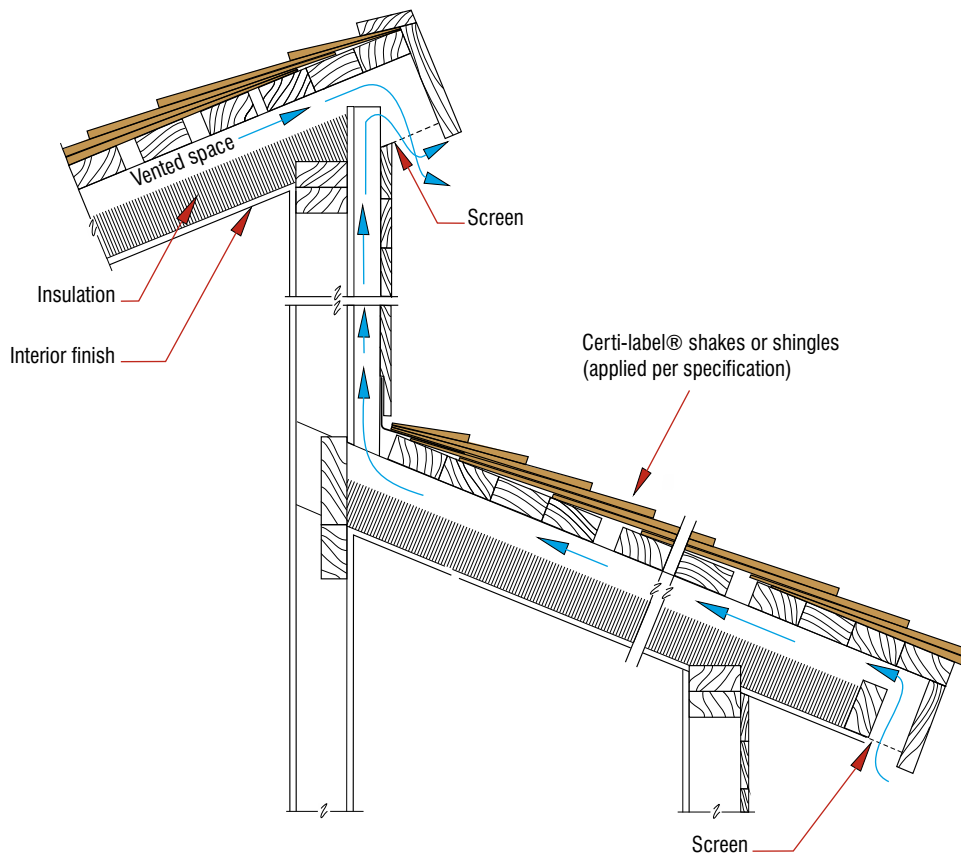 Vented space
Screen
Insulation
Interior finish
Certi-label® shakes or shingles
(applied per specification)
Screen